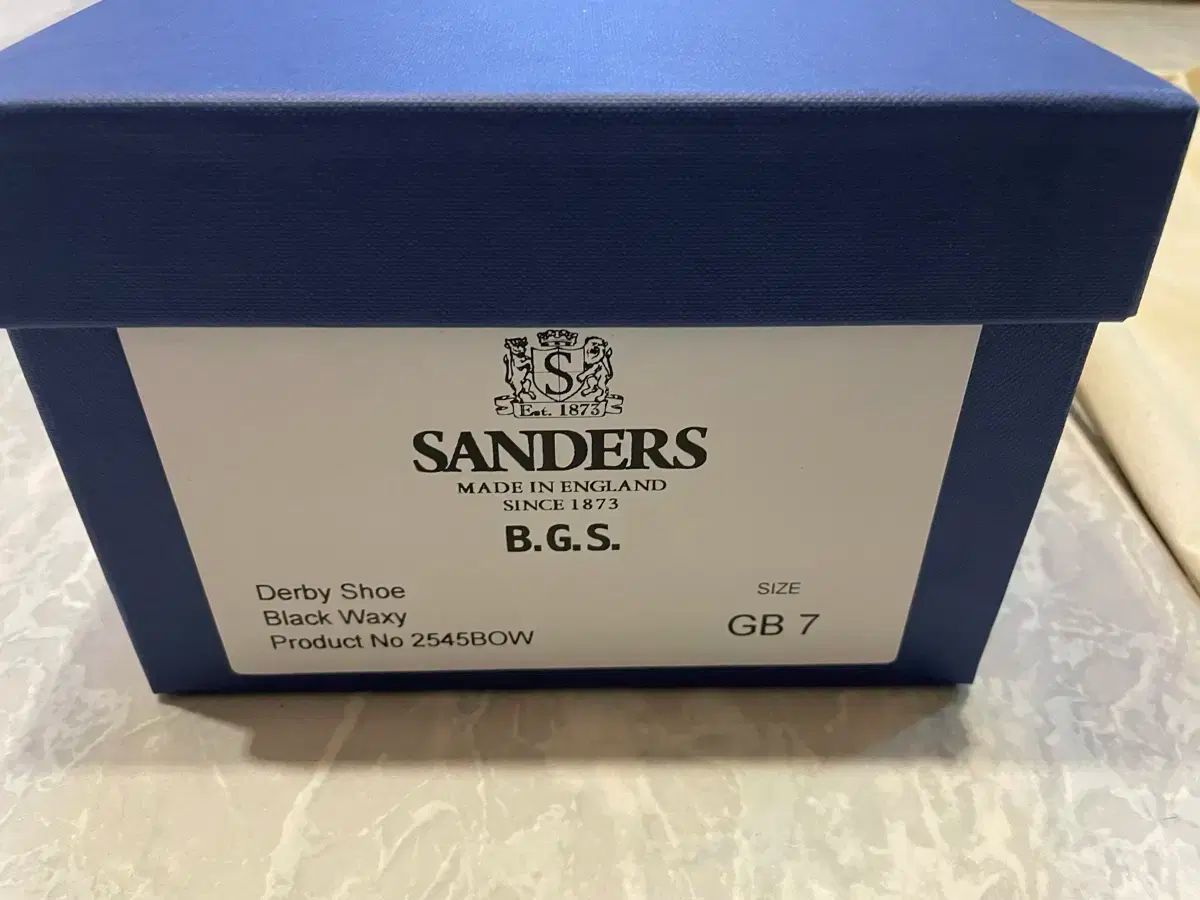 S
Est. 1873
SANDERS
MADE IN ENGLAND
SINCE 1873
B.G.S.
Derby Shoe
Black Waxy
Product No 2545BOW
SIZE
GB 7